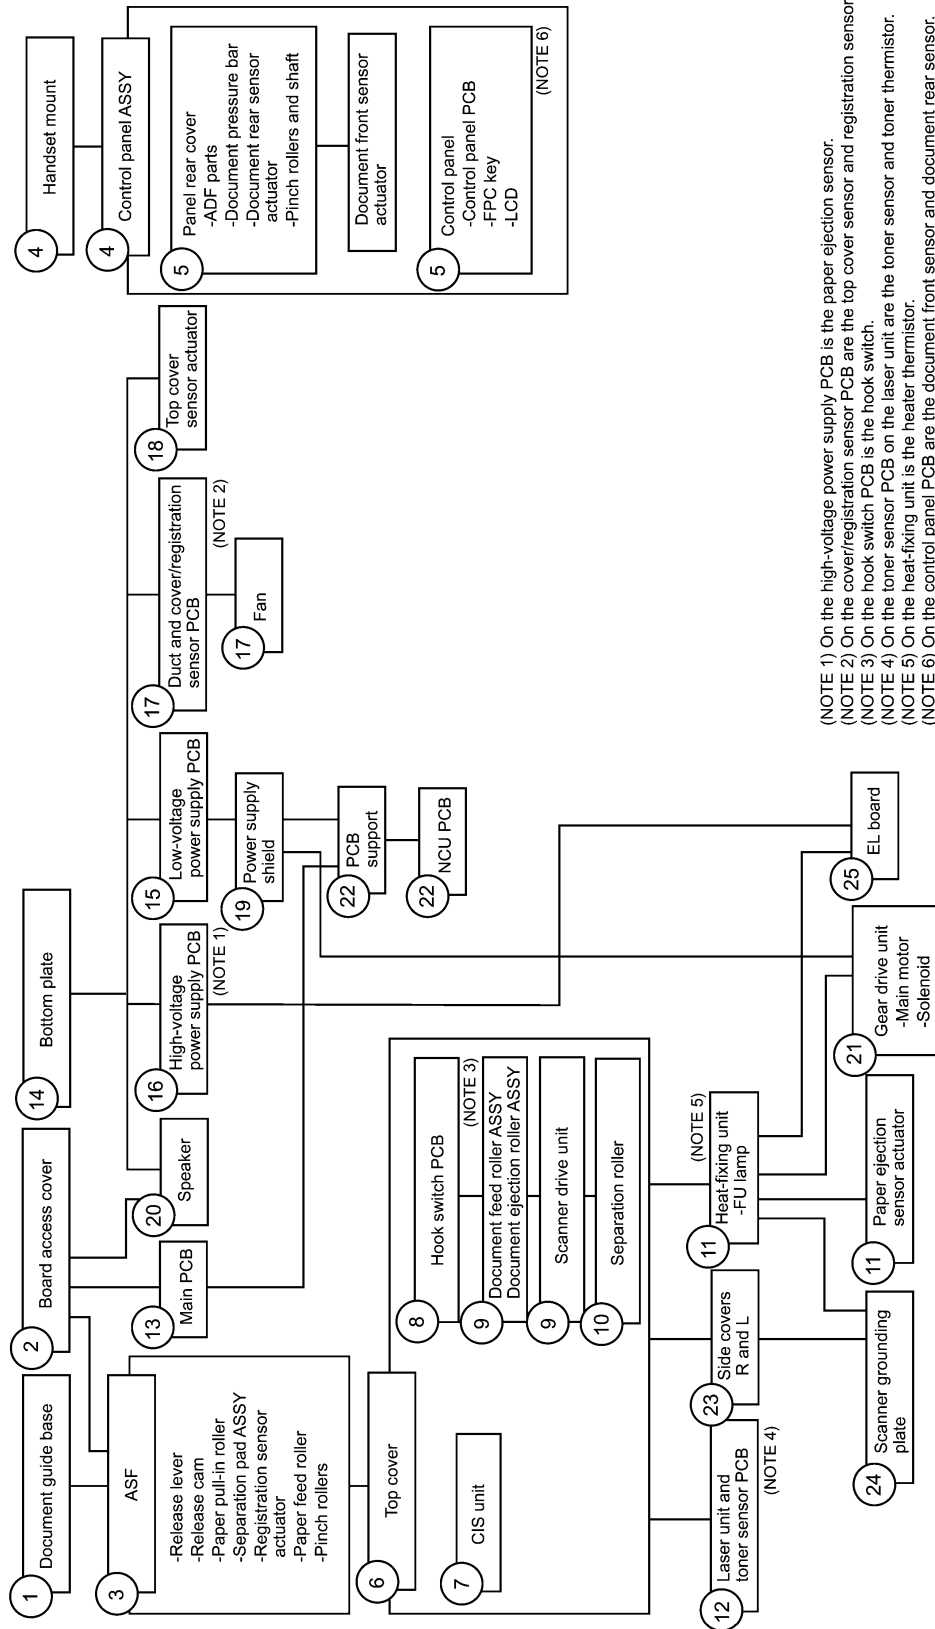 1
Document guide base
2
Board access cover
14
Bottom plate
4
Handset mount
3
ASF
-Release lever
-Release cam
-Paper pull-in roller
-Separation pad ASSY
-Registration sensor
actuator
-Paper feed roller
-Pinch rollers
13
Main PCB
20
Speaker
16
High-voltage
power supply PCB
(NOTE 1)
15
Low-voltage
power supply PCB
17
Duct and cover/registration
sensor PCB
(NOTE 2)
18
Top cover
sensor actuator
4
Control panel ASSY
5
Panel rear cover
-ADF parts
-Document pressure bar
-Document rear sensor
actuator
-Pinch rollers and shaft
Document front sensor
actuator
5
Control panel
-Control panel PCB
-FPC key
-LCD
(NOTE 6)
19
Power supply
shield
17
Fan
22
PCB
support
22
NCU PCB
6
Top cover
7
CIS unit
8
Hook switch PCB
(NOTE 3)
9
Document feed roller ASSY
Document ejection roller ASSY
9
Scanner drive unit
10
Separation roller
12
Laser unit and
toner sensor PCB
(NOTE 4)
23
Side covers
R and L
11
Heat-fixing unit
-FU lamp
(NOTE 5)
24
Scanner grounding
plate
11
Paper ejection
sensor actuator
21
Gear drive unit
-Main motor
-Solenoid
25
EL board
(NOTE 1) On the high-voltage power supply PCB is the paper ejection sensor.
(NOTE 2) On the cover/registration sensor PCB are the top cover sensor and registration sensor
(NOTE 3) On the hook switch PCB is the hook switch.
(NOTE 4) On the toner sensor PCB on the laser unit are the toner sensor and toner thermistor.
(NOTE 5) On the heat-fixing unit is the heater thermistor.
(NOTE 6) On the control panel PCB are the document front sensor and document rear sensor.